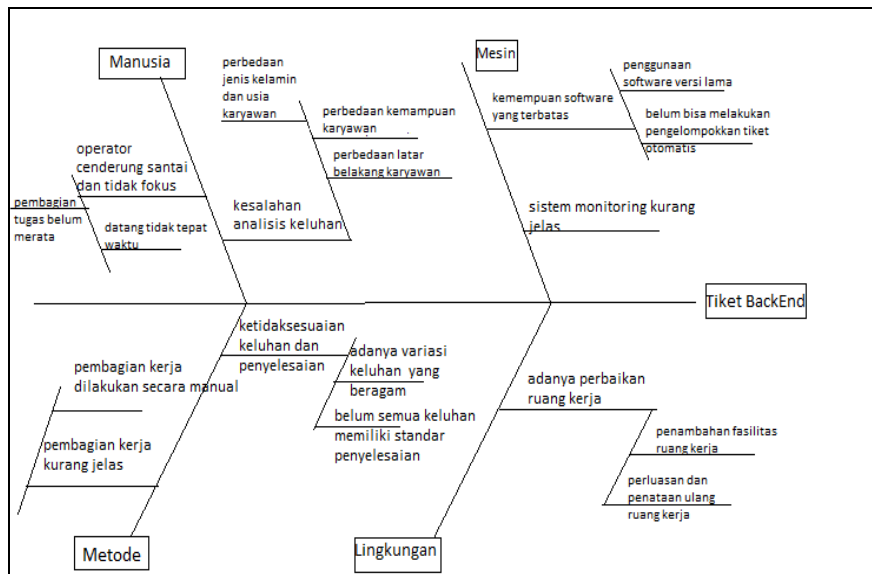 Manusia
perbedaan
jenis kelamin
dan usia
karyawan
perbedaan kemampuan
karyawan
perbedaan latar
belakang karyawan
operator
cenderung santai
dan tidak fokus
pembagian
tugas belum
merata
datang tidak tepat
waktu
kesalahan
analisis keluhan
Mesin
kemempuan software
yang terbatas
penggunaan
software versi lama
belum bisa melakukan
pengelompokkan tiket
otomatis
sistem monitoring kurang
jelas
Tiket BackEnd
ketidaksesuaian
keluhan dan
penyelesaian
adanya variasi
keluhan yang
beragam
belum semua keluhan
memiliki standar
penyelesaian
pembagian kerja
dilakukan secara manual
pembagian kerja
kurang jelas
Metode
adanya perbaikan
ruang kerja
penambahan fasilitas
ruang kerja
perluasan dan
penataan ulang
ruang kerja
Lingkungan